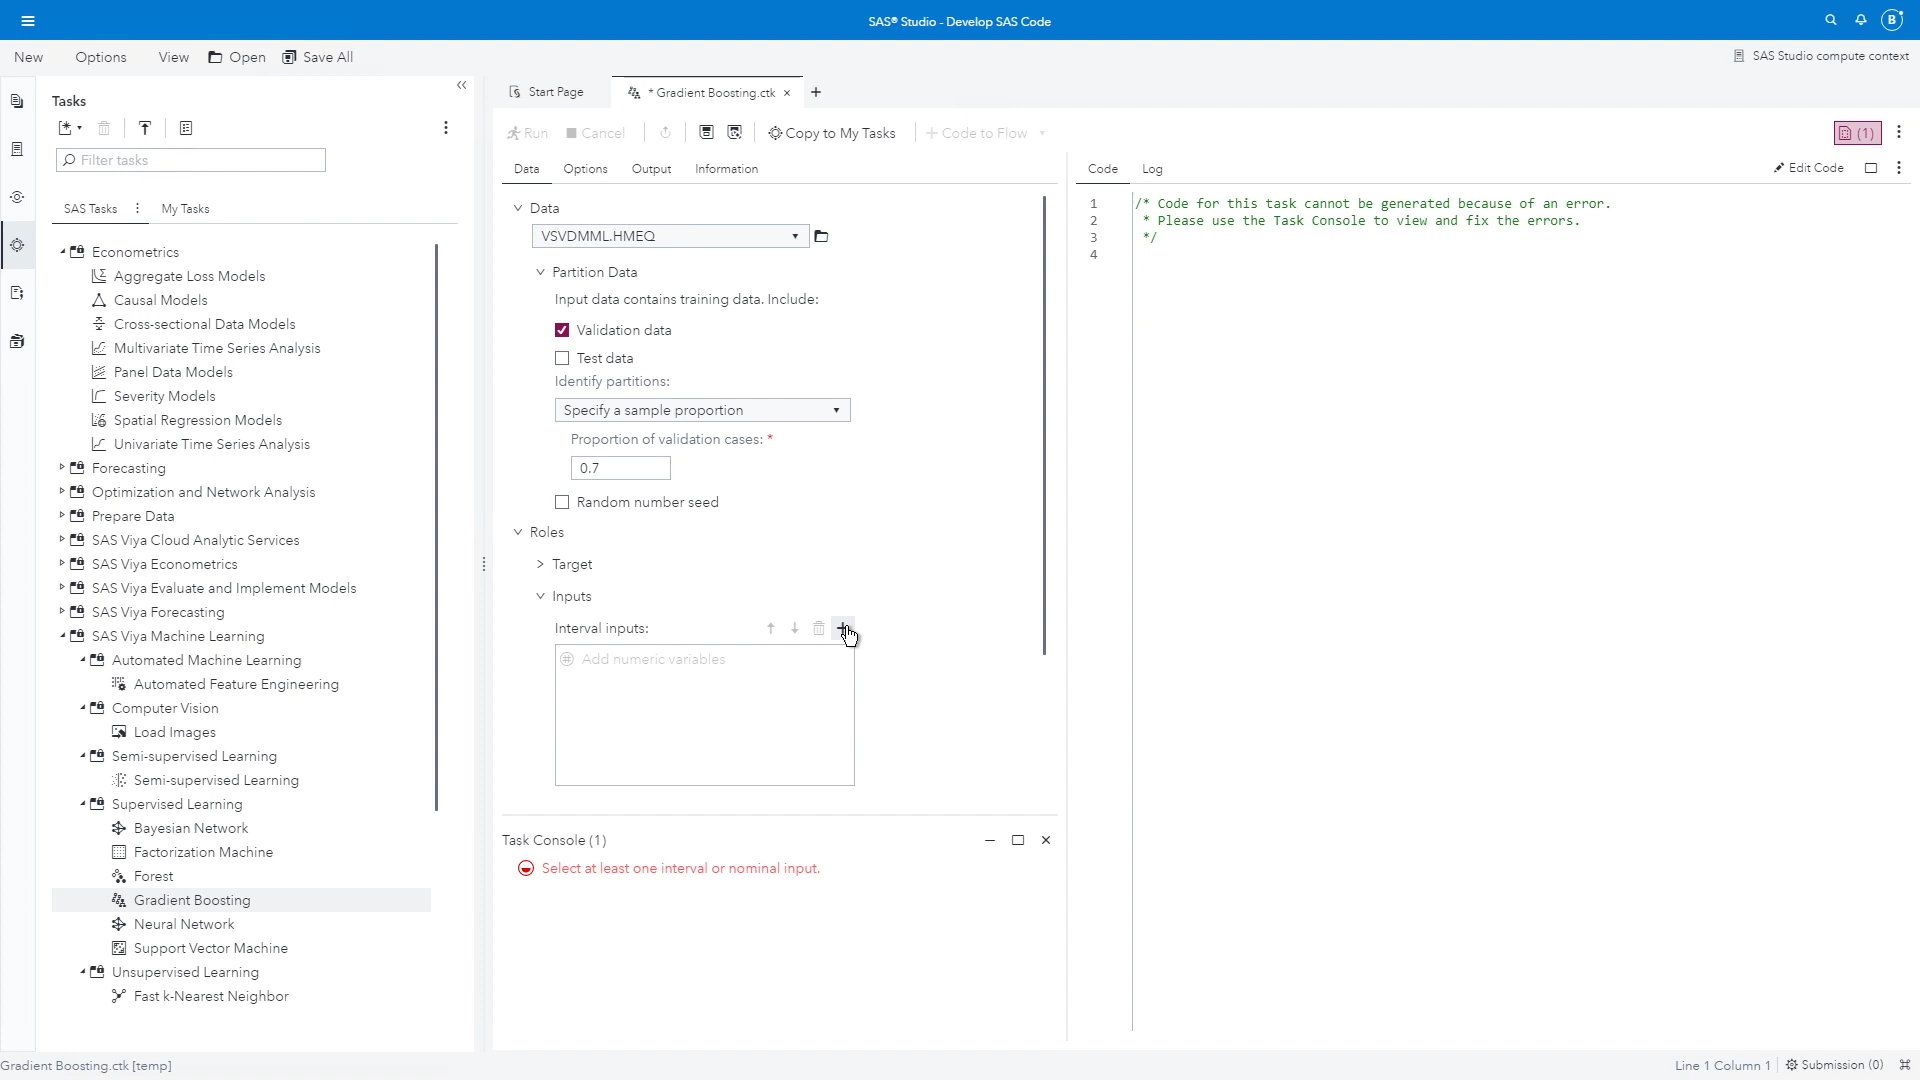 SAS® Studio - Develop SAS Code
B
New Options View Open Save All
SAS Studio compute context
Tasks
Filter tasks
SAS Tasks My Tasks
Econometrics
Aggregate Loss Models
Causal Models
Cross-sectional Data Models
Multivariate Time Series Analysis
Panel Data Models
Severity Models
Spatial Regression Models
Univariate Time Series Analysis
Forecasting
Optimization and Network Analysis
Prepare Data
SAS Viya Cloud Analytic Services
SAS Viya Econometrics
SAS Viya Evaluate and Implement Models
SAS Viya Forecasting
SAS Viya Machine Learning
Automated Machine Learning
Automated Feature Engineering
Computer Vision
Load Images
Semi-supervised Learning
Semi-supervised Learning
Supervised Learning
Bayesian Network
Factorization Machine
Forest
Gradient Boosting
Neural Network
Support Vector Machine
Unsupervised Learning
Fast k-Nearest Neighbor
Start Page * Gradient Boosting.ctk × +
Run Cancel Copy to My Tasks + Code to Flow
(1)
Data Options Output Information
Data
VSVDMML.HMEQ
Partition Data
Input data contains training data. Include:
Validation data
Test data
Identify partitions:
Specify a sample proportion
Proportion of validation cases: *
0.7
Random number seed
Roles
Target
Inputs
Interval inputs:
Add numeric variables
Task Console (1)
Select at least one interval or nominal input.
Code Log
Edit Code
1 /* Code for this task cannot be generated because of an error.
2 * Please use the Task Console to view and fix the errors.
3 */
4
Gradient Boosting.ctk [temp]
Line 1 Column 1 Submission (0)